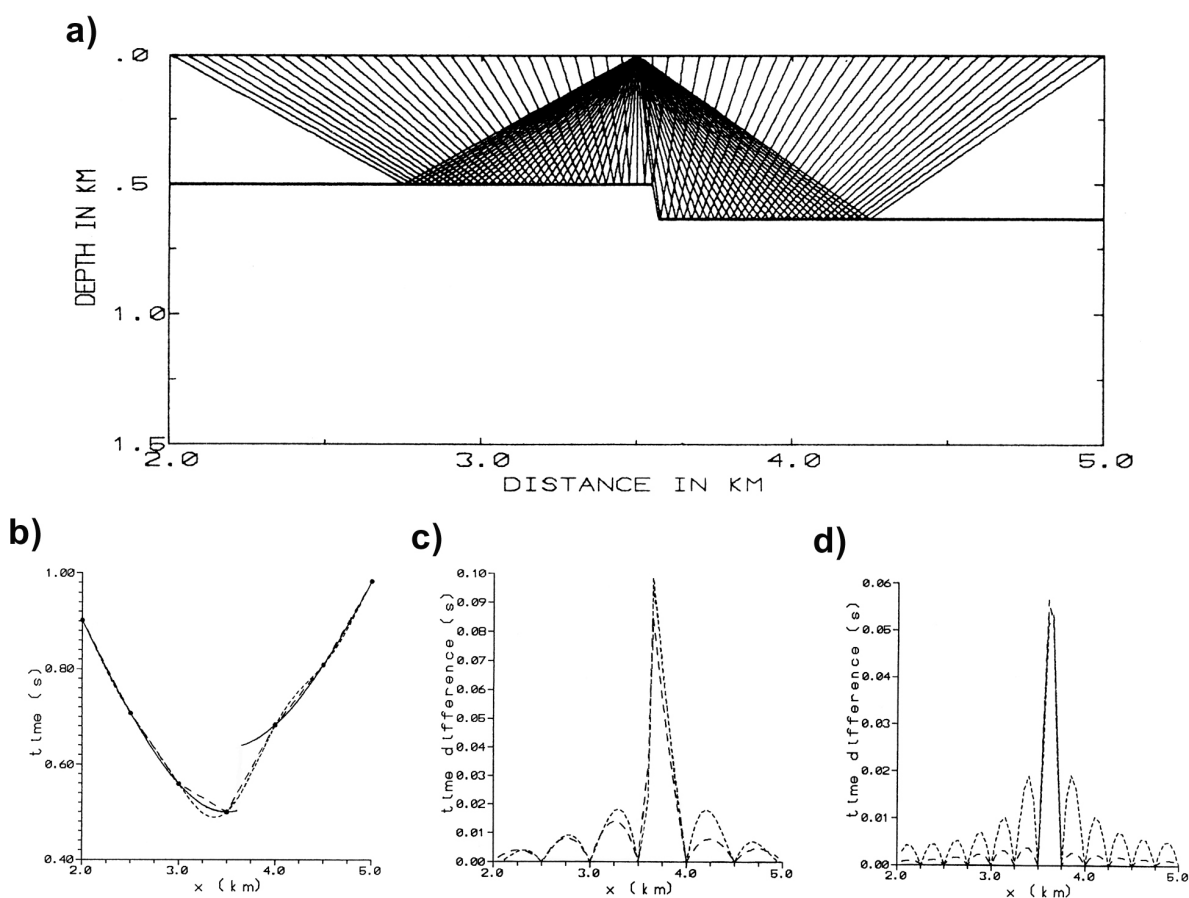 a)
.0
.5
1.0
1.5
DEPTH IN KM
2.0 3.0 4.0 5.0
DISTANCE IN KM
b)
1.00
0.80
0.60
0.40
time (s)
2.0 3.0 4.0 5.0
x (km)
c)
0.10
0.09
0.08
0.07
0.06
0.05
0.04
0.03
0.02
0.01
0.00
time difference (s)
2.0 3.0 4.0 5.0
x (km)
d)
0.06
0.05
0.04
0.03
0.02
0.01
0.00
time difference (s)
2.0 3.0 4.0 5.0
x (km)